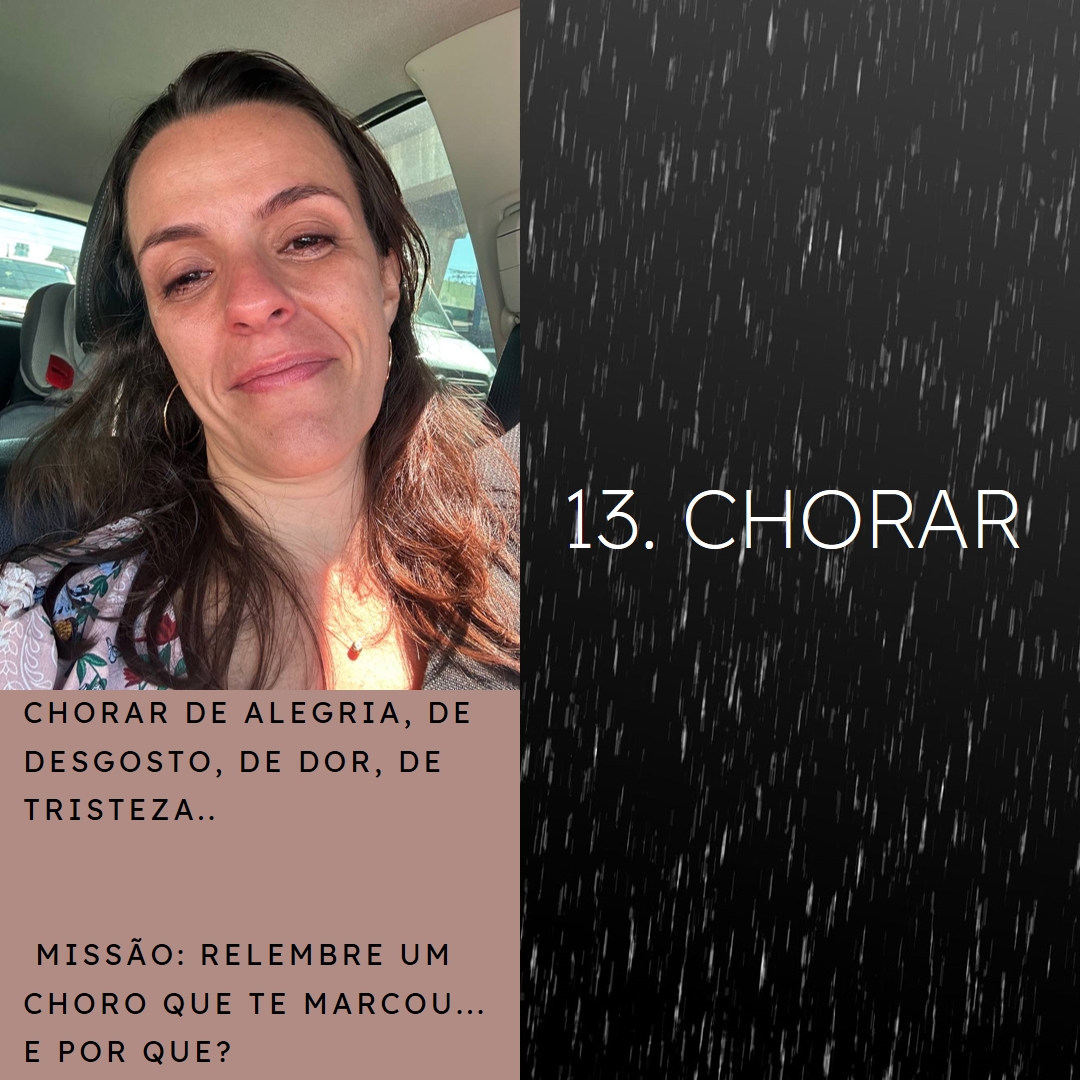 CHORAR DE ALEGRIA, DE
DESGOSTO, DE DOR, DE
TRISTEZA..
MISSÃO: RELEMBRE UM
CHORO QUE TE MARCOU...
E POR QUE?
13. CHORAR